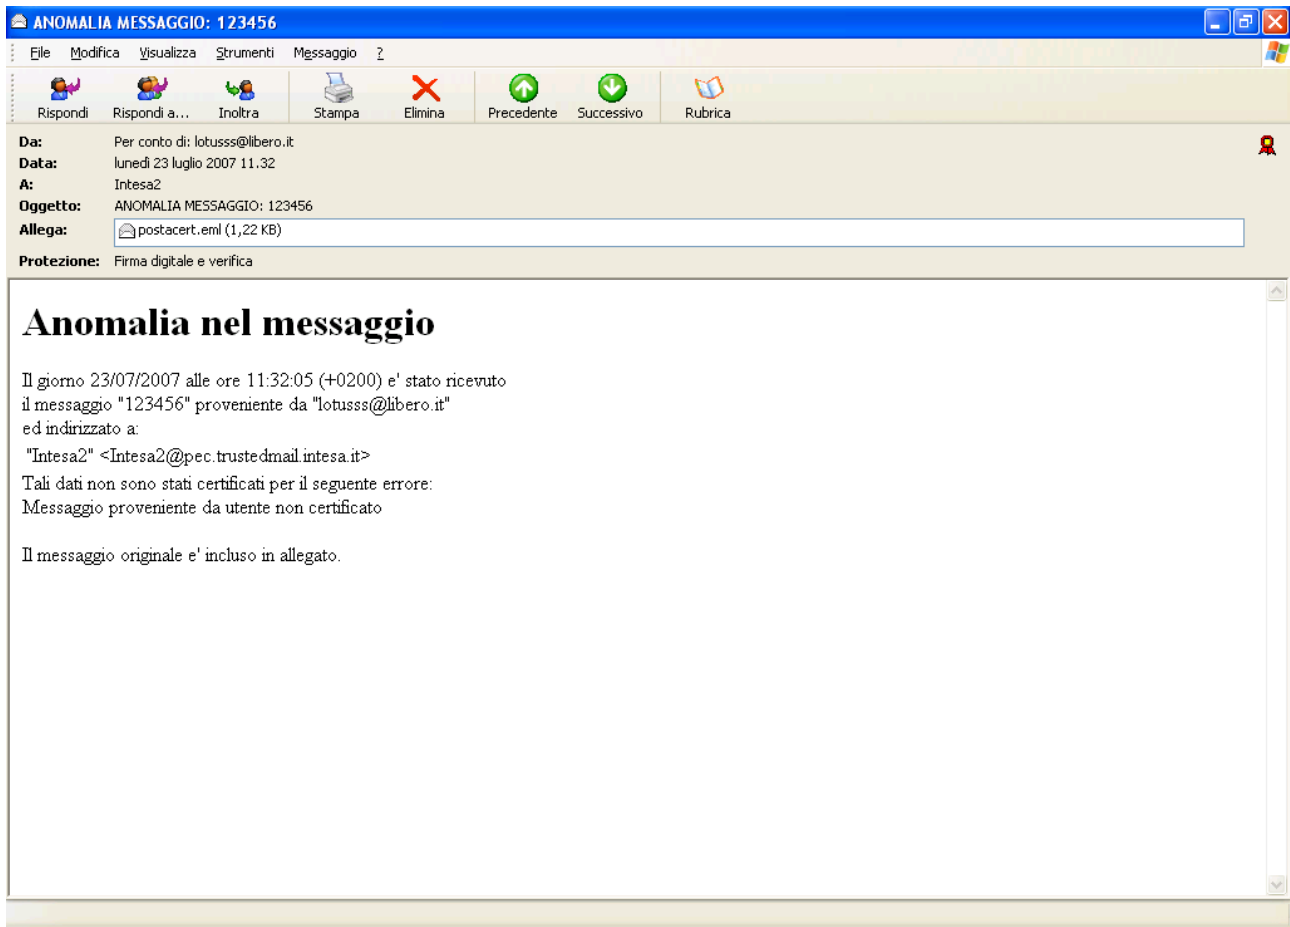 ANOMALIA MESSAGGIO: 123456
File Modifica Visualizza Strumenti Messaggio ?
Rispondi Rispondi a... Inoltra Stampa Elimina Precedente Successivo Rubrica
Da: Per conto di: lotusss@libero.it
Data: lunedì 23 luglio 2007 11.32
A: Intesa2
Oggetto: ANOMALIA MESSAGGIO: 123456
Allega: postacert.eml (1,22 KB)
Protezione: Firma digitale e verifica
Anomalia nel messaggio
Il giorno 23/07/2007 alle ore 11:32:05 (+0200) e' stato ricevuto
il messaggio "123456" proveniente da "lotusss@libero.it"
ed indirizzato a:
"Intesa2" <Intesa2@pec.trustedmail.intesa.it>
Tali dati non sono stati certificati per il seguente errore:
Messaggio proveniente da utente non certificato
Il messaggio originale e' incluso in allegato.